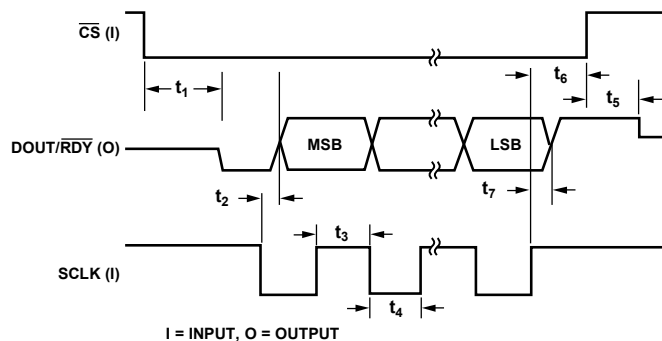 CS (I)
t1
t6
t5
DOUT/RDY (O)
MSB
LSB
t2
t7
t3
SCLK (I)
t4
I = INPUT, O = OUTPUT